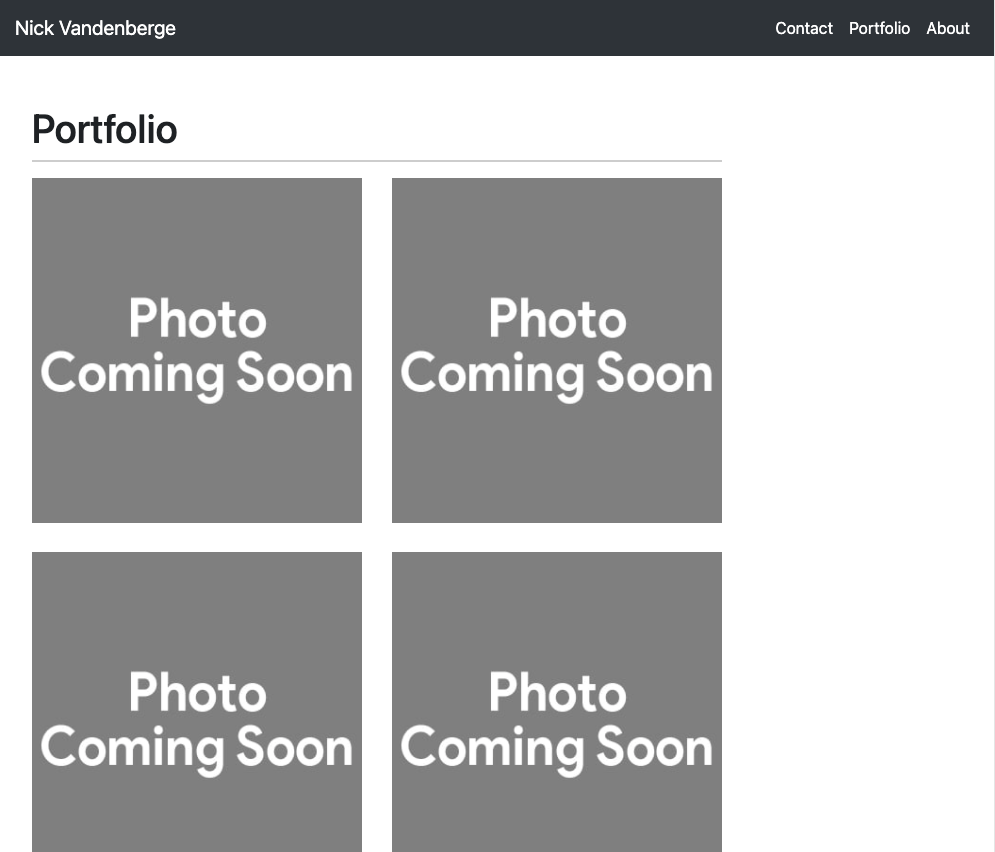 Nick Vandenberge
Contact Portfolio About
Portfolio
Photo
Coming Soon
Photo
Coming Soon
Photo
Coming Soon
Photo
Coming Soon